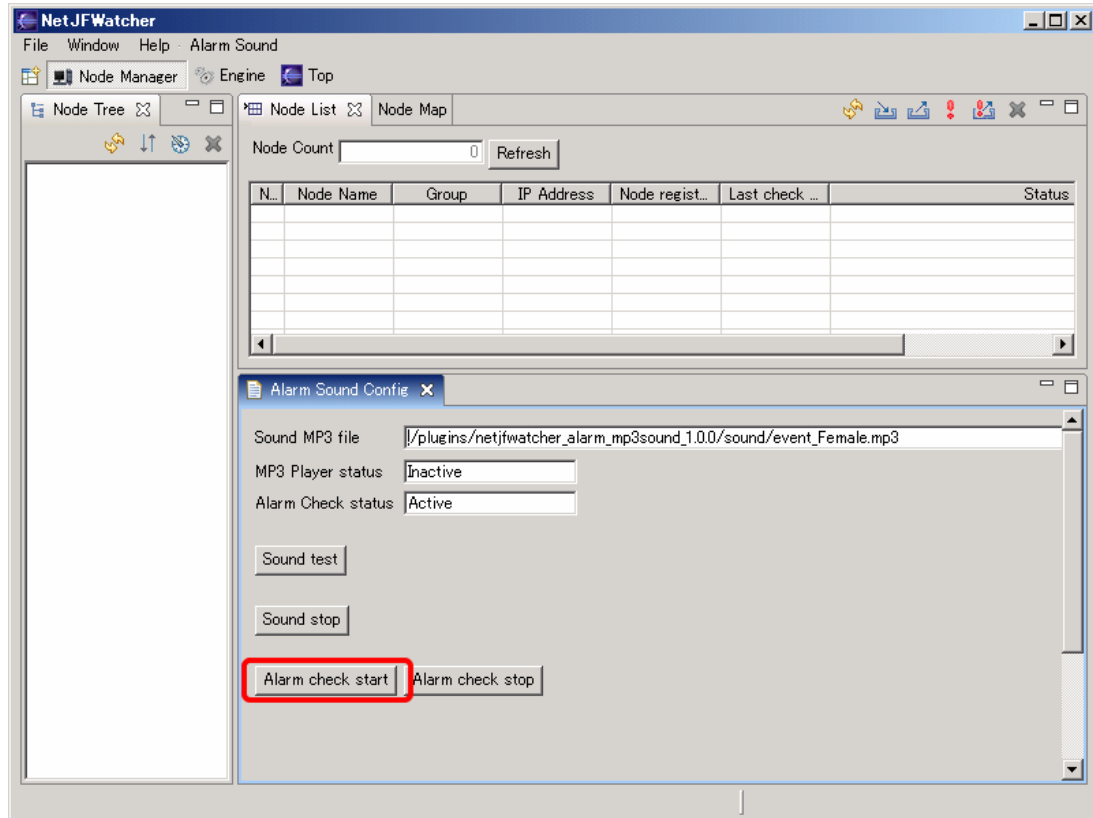 NetJFWatcher
File Window Help Alarm Sound
Node Manager Engine Top
Node Tree
Node List Node Map
Node Count 0 Refresh
N... Node Name Group IP Address Node regist... Last check ... Status
Alarm Sound Config
Sound MP3 file /plugins/netjfwatcher_alarm_mp3sound_1.0.0/sound/event_Female.mp3
MP3 Player status Inactive
Alarm Check status Active
Sound test
Sound stop
Alarm check start Alarm check stop